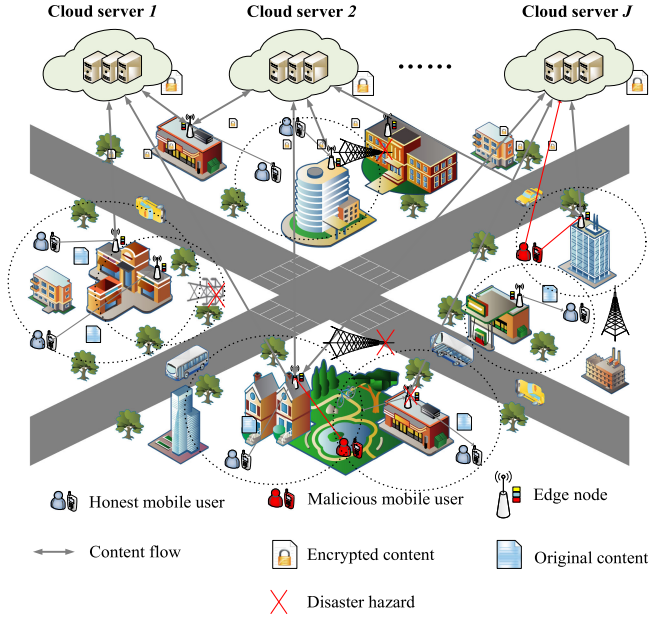 Cloud server 1
Cloud server 2
Cloud server J
......
Honest mobile user
Malicious mobile user
Edge node
Content flow
Encrypted content
Original content
Disaster hazard